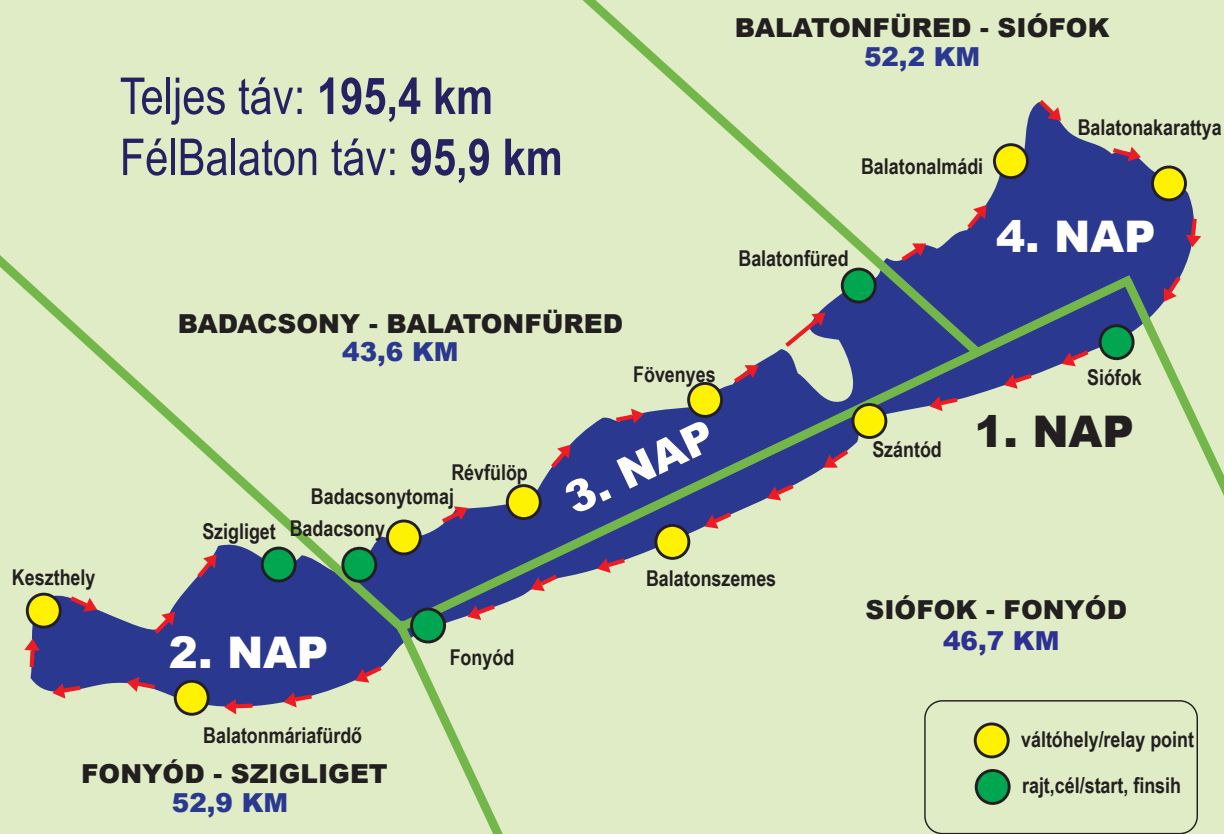 BALATONFÜRED - SIÓFOK
52,2 KM
Teljes táv: 195,4 km
FélBalaton táv: 95,9 km
Balatonakarattya
Balatonalmádi
4. NAP
Balatonfüred
BADACSONY - BALATONFÜRED
43,6 KM
Siófok
Fövenyes
1. NAP
Szántód
3. NAP
Révfülöp
Badacsonytomaj
Badacsony
Szigliget
Keszthely
Balatonszemes
SIÓFOK - FONYÓD
46,7 KM
2. NAP
Fonyód
Balatonmáriafürdő
FONYÓD - SZIGLIGET
52,9 KM
váltóhely/relay point
rajt,cél/start, finsih